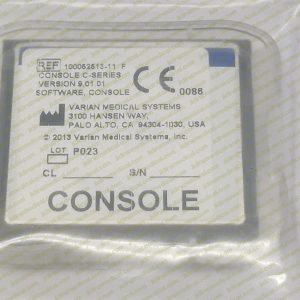 REF 100052513-11 F
CONSOLE C-SERIES
VERSION 9.01.01
SOFTWARE, CONSOLE
CE 0086
VARIAN MEDICAL SYSTEMS
3100 HANSEN WAY,
PALO ALTO, CA. 94304-1030, USA
© 2013 Varian Medical Systems, Inc.
LOT P023
CL S/N
CONSOLE